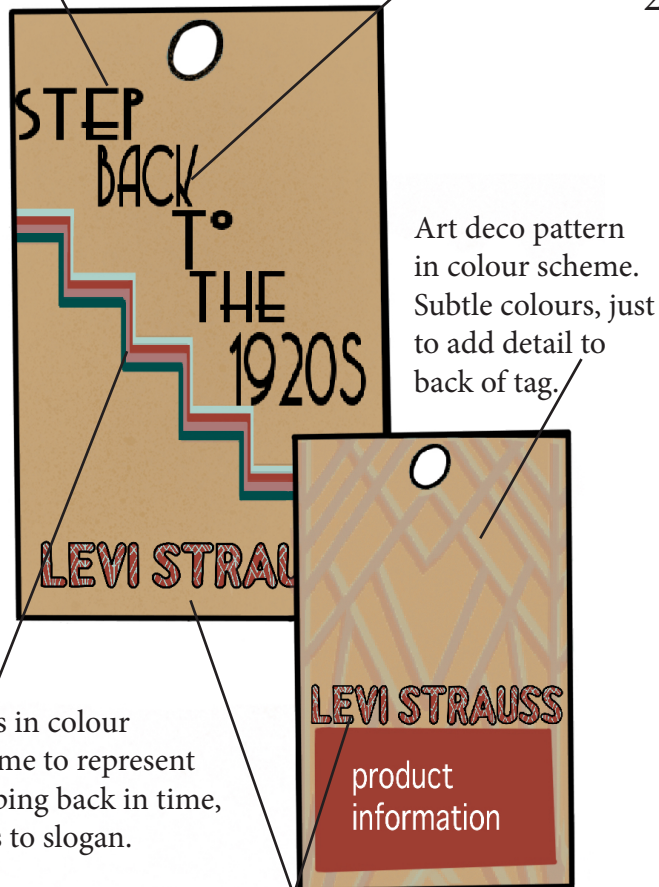 STEP
BACK
TO
THE
1920S
LEVI STRAU
Art deco pattern
in colour scheme.
Subtle colours, just
to add detail to
back of tag.
LEVI STRAUSS
product
information
s in colour
me to represent
ping back in time,
s to slogan.